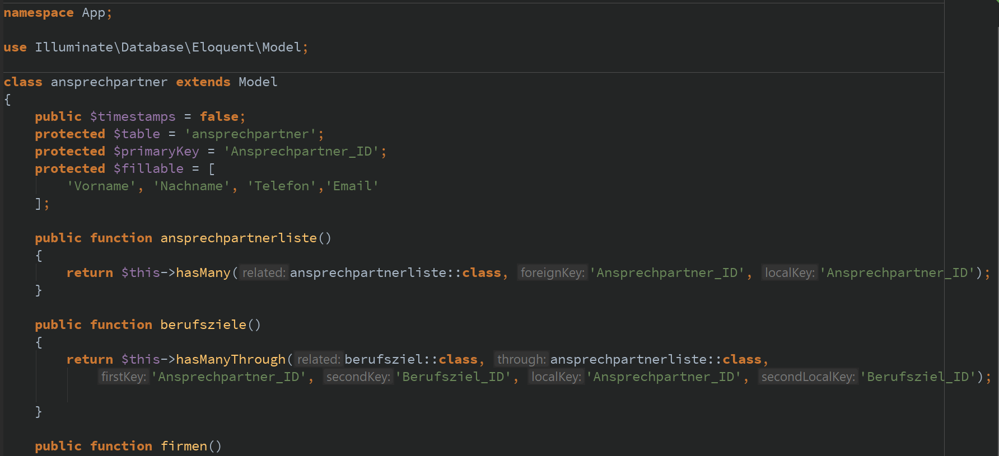 namespace App;
use Illuminate\Database\Eloquent\Model;
class ansprechpartner extends Model
{
    public $timestamps = false;
    protected $table = 'ansprechpartner';
    protected $primaryKey = 'Ansprechpartner_ID';
    protected $fillable = [
        'Vorname', 'Nachname', 'Telefon','Email'
    ];
    public function ansprechpartnerliste()
    {
        return $this->hasMany( related: ansprechpartnerliste::class, foreignKey: 'Ansprechpartner_ID', localKey: 'Ansprechpartner_ID');
    }
    public function berufsziele()
    {
        return $this->hasManyThrough( related: berufsziel::class, through: ansprechpartnerliste::class,
            firstKey: 'Ansprechpartner_ID', secondKey: 'Berufsziel_ID', localKey: 'Ansprechpartner_ID', secondLocalKey: 'Berufsziel_ID');
    }
    public function firmen()